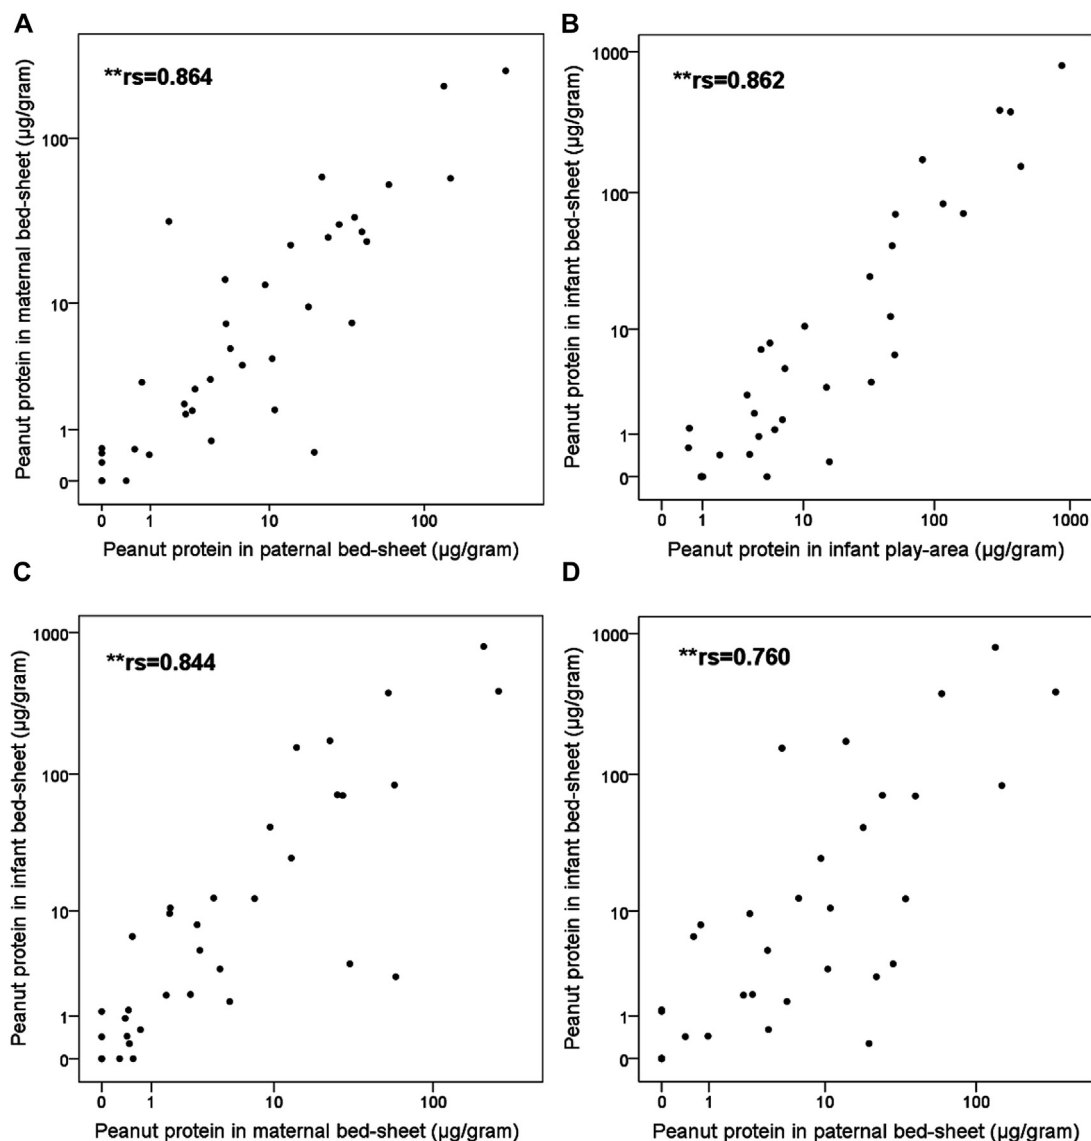 A
**rs=0.864
Peanut protein in maternal bed-sheet (µg/gram)
100
10
1
0
0 1 10 100
Peanut protein in paternal bed-sheet (µg/gram)
B
**rs=0.862
Peanut protein in infant bed-sheet (µg/gram)
1000
100
10
1
0
0 1 10 100 1000
Peanut protein in infant play-area (µg/gram)
C
**rs=0.844
Peanut protein in infant bed-sheet (µg/gram)
1000
100
10
1
0
0 1 10 100
Peanut protein in maternal bed-sheet (µg/gram)
D
**rs=0.760
Peanut protein in infant bed-sheet (µg/gram)
1000
100
10
1
0
0 1 10 100
Peanut protein in paternal bed-sheet (µg/gram)